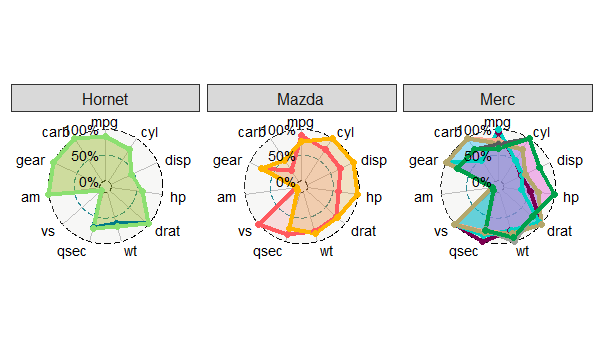 Hornet
mpg
cyl
disp
hp
drat
wt
qsec
vs
am
gear
carb
100%
50%
0%
Mazda
mpg
cyl
disp
hp
drat
wt
qsec
vs
am
gear
carb
100%
50%
0%
Merc
mpg
cyl
disp
hp
drat
wt
qsec
vs
am
gear
carb
100%
50%
0%